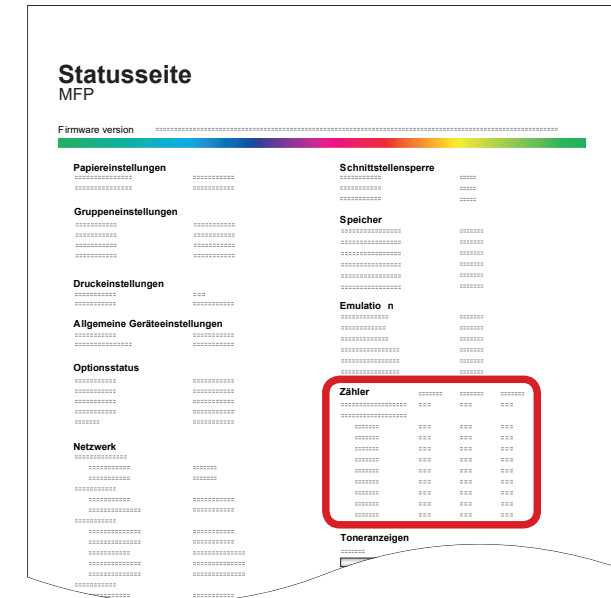 Statusseite
MFP
Firmware version
Papiereinstellungen
Gruppeneinstellungen
Druckeinstellungen
Allgemeine Geräteeinstellungen
Optionsstatus
Netzwerk
Schnittstellensperre
Speicher
Emulatio n
Zähler
Toneranzeigen